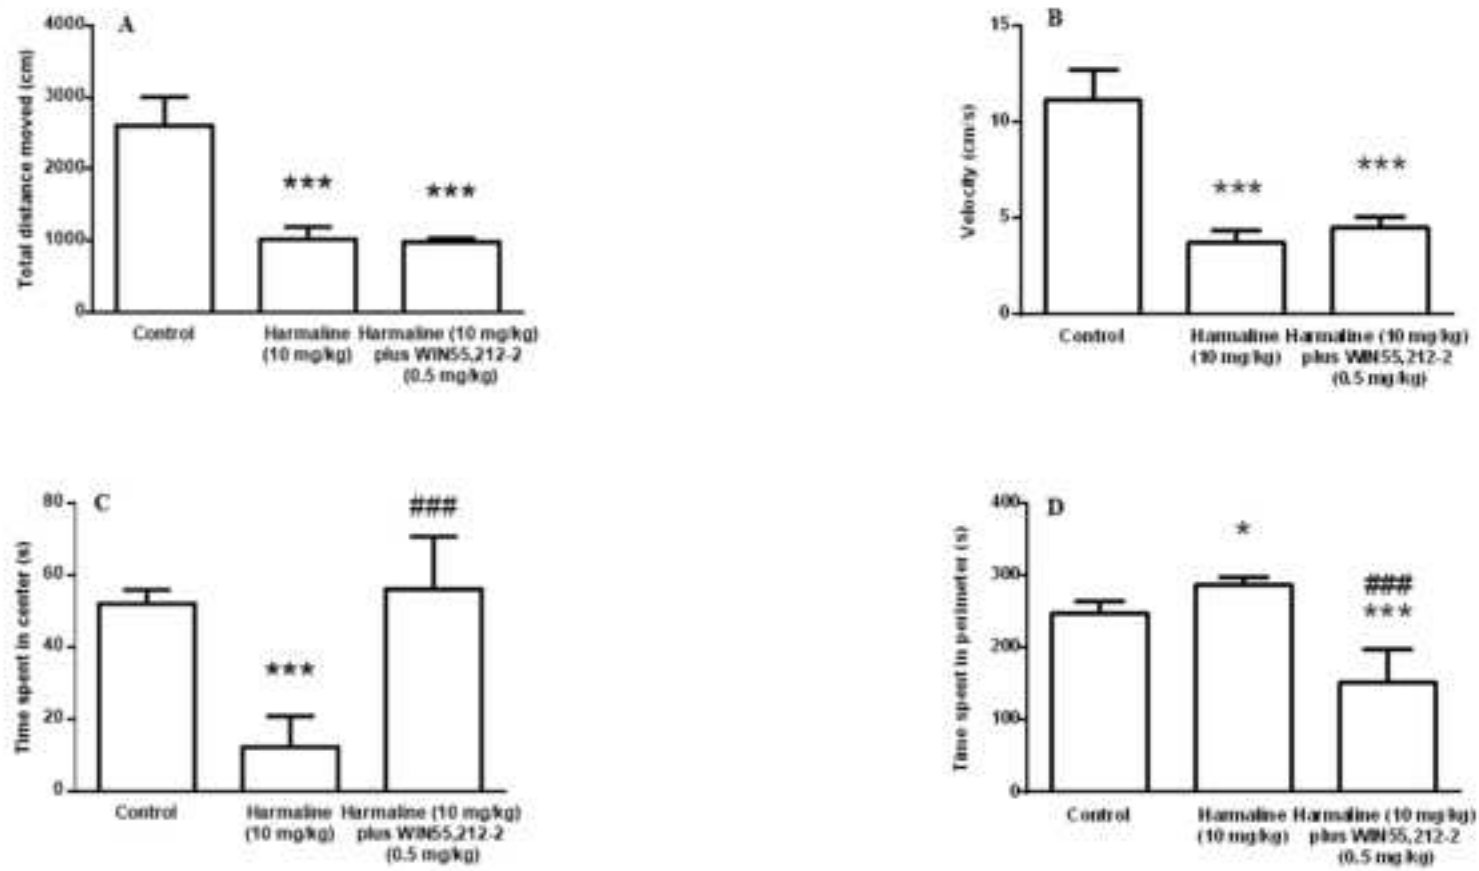 A
Total distance moved (cm)
4000
3000
2000
1000
0
***
***
Control
Harmaline
(10 mg/kg)
Harmaline (10 mg/kg)
plus WIN55,212-2
(0.5 mg/kg)
B
Velocity (cm/s)
15
10
5
0
***
***
Control
Harmaline
(10 mg/kg)
Harmaline (10 mg/kg)
plus WIN55,212-2
(0.5 mg/kg)
C
Time spent in center (s)
80
60
40
20
0
***
###
Control
Harmaline
(10 mg/kg)
Harmaline (10 mg/kg)
plus WIN55,212-2
(0.5 mg/kg)
D
Time spent in perimeter (s)
400
300
200
100
0
*
###
***
Control
Harmaline
(10 mg/kg)
Harmaline (10 mg/kg)
plus WIN55,212-2
(0.5 mg/kg)